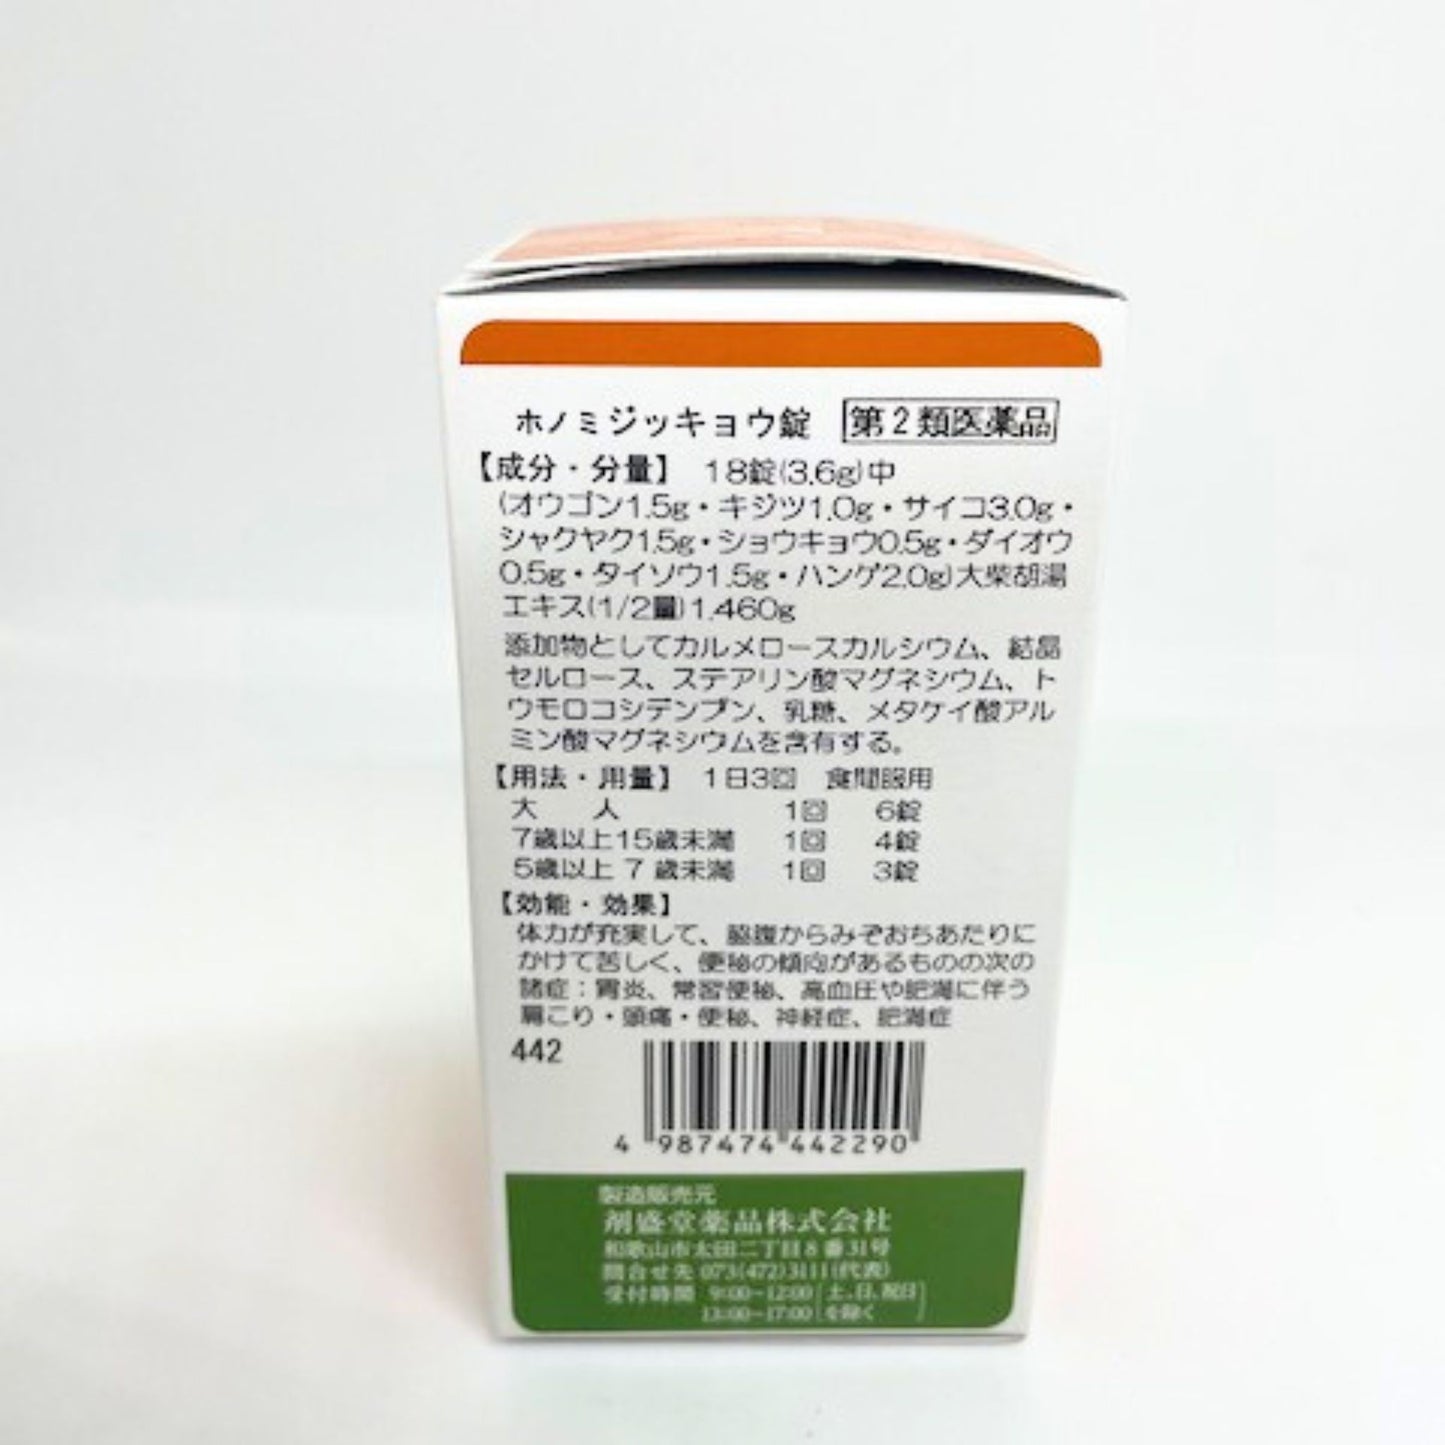 ホノミジッキョウ錠 第2類医薬品
【成分・分量】 18錠(3.6g)中
(オウゴン1.5g・キジツ1.0g・サイコ3.0g・
シャクヤク1.5g・ショウキョウ0.5g・ダイオウ
0.5g・タイソウ1.5g・ハンゲ2.0g)大柴胡湯
エキス(1/2量)1.460g
添加物としてカルメロースカルシウム、結晶
セルロース、ステアリン酸マグネシウム、ト
ウモロコシデンプン、乳糖、メタケイ酸アル
ミン酸マグネシウムを含有する。
【用法・用量】 1日3回 食間服用
大 人 1回 6錠
7歳以上15歳未満 1回 4錠
5歳以上 7 歳未満 1回 3錠
【効能・効果】
体力が充実して、脇腹からみぞおちあたりに
かけて苦しく、便秘の傾向があるものの次の
諸症：胃炎、常習便秘、高血圧や肥満に伴う
肩こり・頭痛・便秘、神経症、肥満症
442
4 987474 442290
製造販売元
剤盛堂薬品株式会社
和歌山市太田二丁目8番31号
問合せ先 073(472)3111(代表)
受付時間 9:00~12:00 [土、日、祝日
13:00~17:00 を除く]